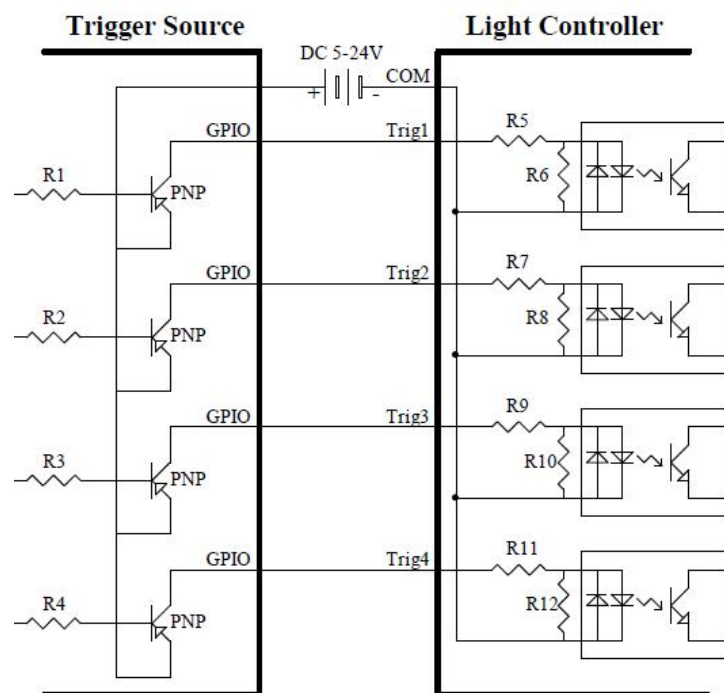 Trigger Source
Light Controller
DC 5-24V
COM
+
-
GPIO
Trig1
R5
R1
PNP
R6
GPIO
Trig2
R7
R2
PNP
R8
GPIO
Trig3
R9
R3
PNP
R10
GPIO
Trig4
R11
R4
PNP
R12